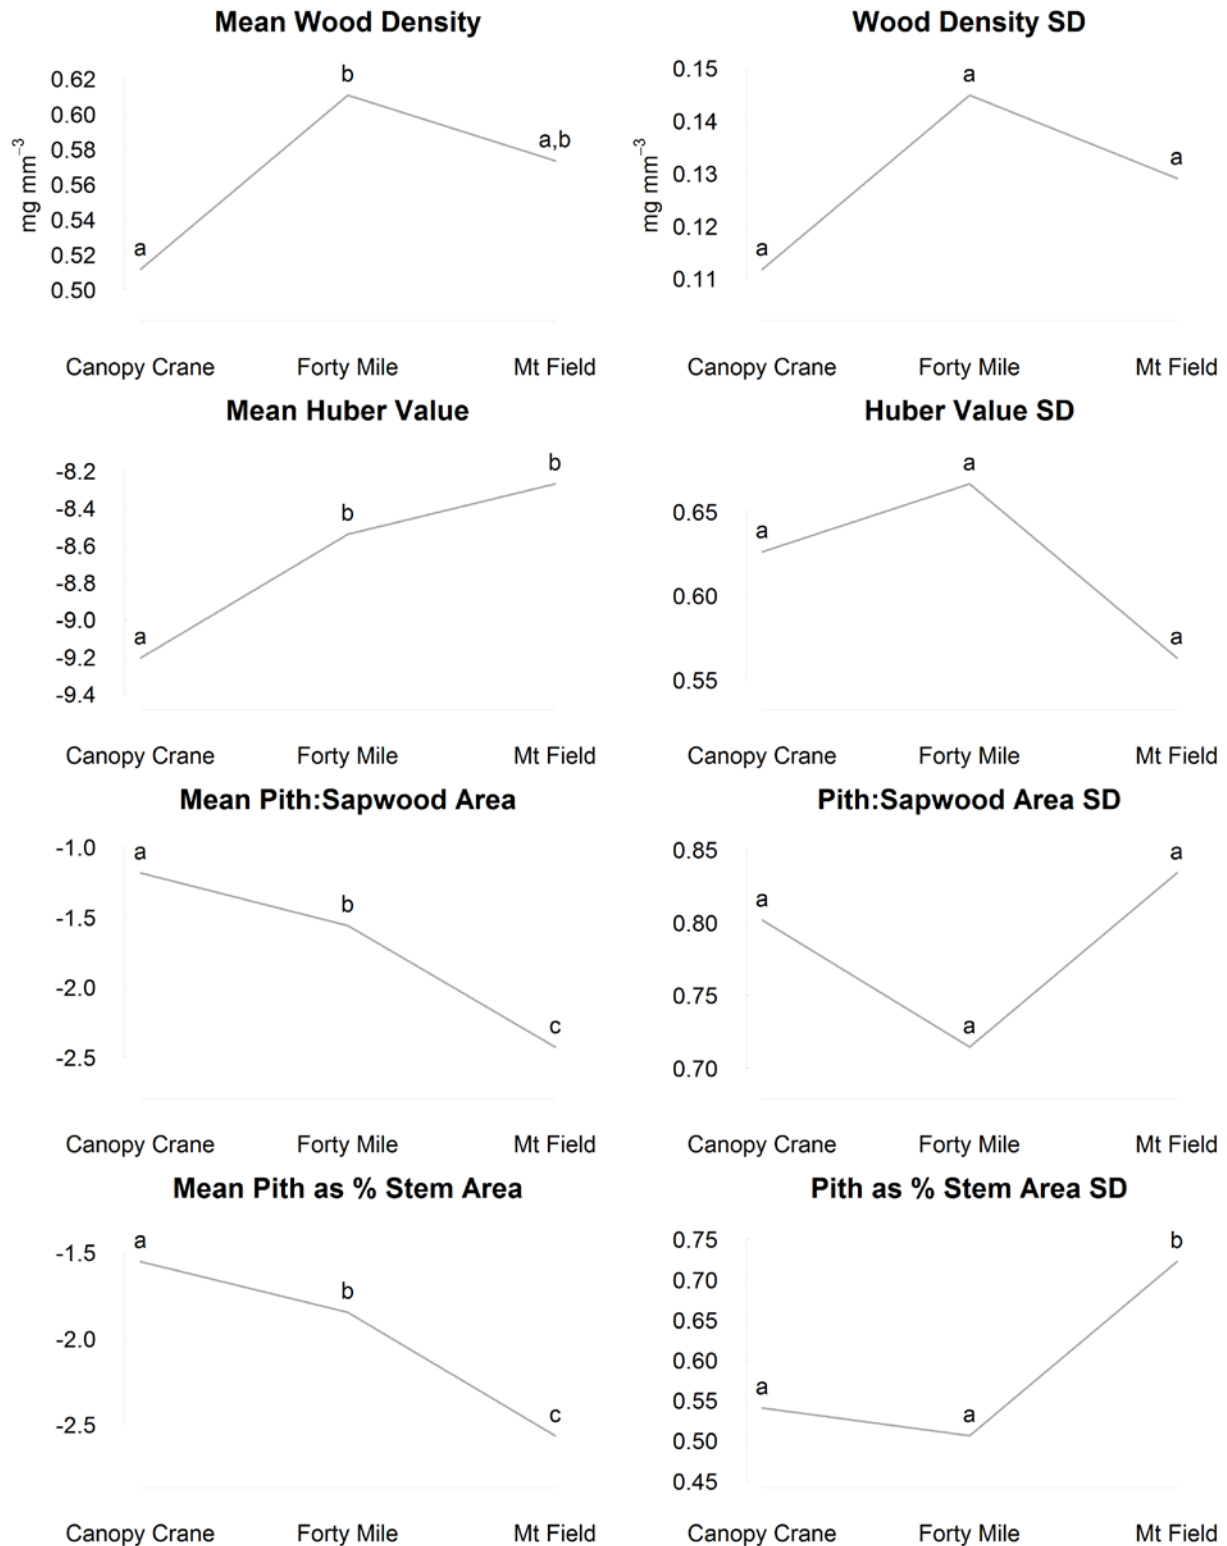 Mean Wood Density
Wood Density SD
mg mm⁻³
0.62
0.60
0.58
0.56
0.54
0.52
0.50
a
b
a,b
Canopy Crane Forty Mile Mt Field
mg mm⁻³
0.15
0.14
0.13
0.12
0.11
a
a
a
Canopy Crane Forty Mile Mt Field
Mean Huber Value
Huber Value SD
-8.2
-8.4
-8.6
-8.8
-9.0
-9.2
-9.4
a
b
b
Canopy Crane Forty Mile Mt Field
0.65
0.60
0.55
a
a
a
Canopy Crane Forty Mile Mt Field
Mean Pith:Sapwood Area
Pith:Sapwood Area SD
-1.0
-1.5
-2.0
-2.5
a
b
c
Canopy Crane Forty Mile Mt Field
0.85
0.80
0.75
0.70
a
a
a
Canopy Crane Forty Mile Mt Field
Mean Pith as % Stem Area
Pith as % Stem Area SD
-1.5
-2.0
-2.5
a
b
c
Canopy Crane Forty Mile Mt Field
0.75
0.70
0.65
0.60
0.55
0.50
0.45
a
a
b
Canopy Crane Forty Mile Mt Field